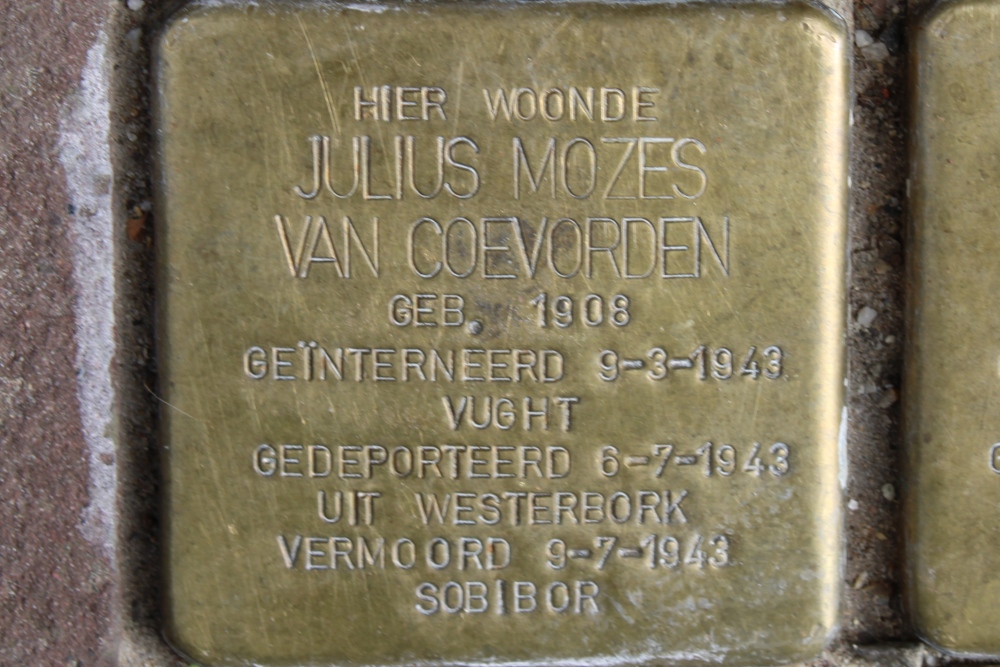 HIER WOONDE
JULIUS MOZES
VAN COEVORDEN
GEB. 1908
GEÏNTERNEERD 9-3-1943
VUGHT
GEDEPORTEERD 6-7-1943
UIT WESTERBORK
VERMOORD 9-7-1943
SOBIBOR